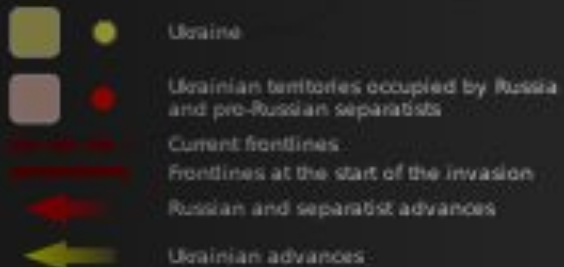 Ukraine
Ukrainian territories occupied by Russia
and pro-Russian separatists
Current frontlines
Frontlines at the start of the invasion
Russian and separatist advances
Ukrainian advances